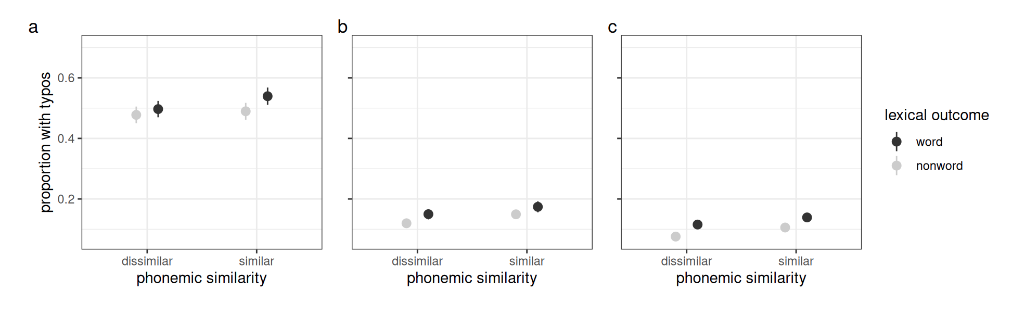 a
b
c
proportion with typos
0.6
0.4
0.2
dissimilar
similar
dissimilar
similar
dissimilar
similar
phonemic similarity
phonemic similarity
phonemic similarity
lexical outcome
word
nonword